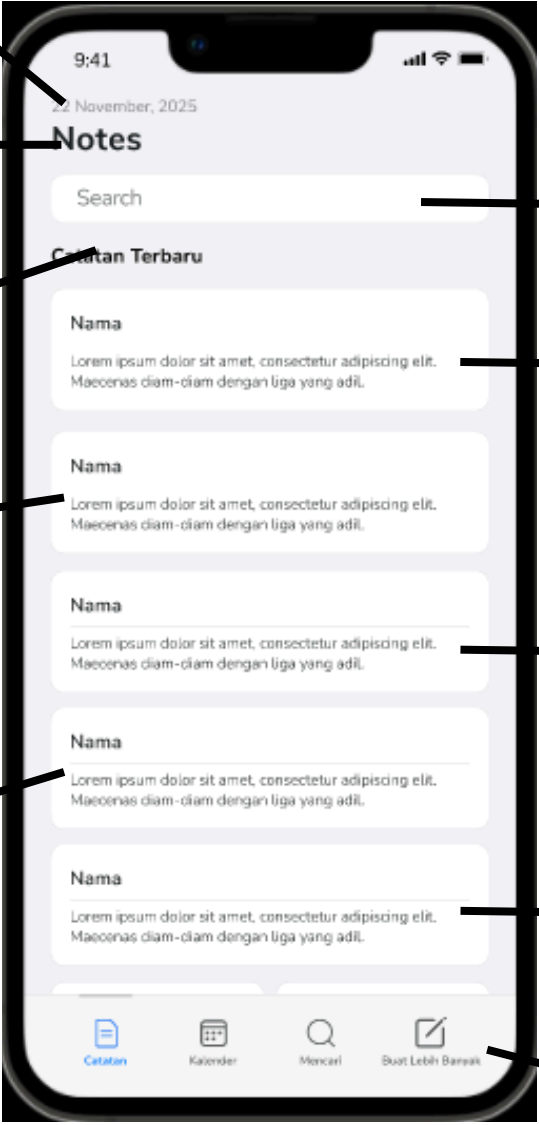 9:41
22 November, 2025
Notes
Search
Catatan Terbaru
Nama
Lorem ipsum dolor sit amet, consectetur adipiscing elit.
Maecenas diam-diam dengan liga yang adil.
Nama
Lorem ipsum dolor sit amet, consectetur adipiscing elit.
Maecenas diam-diam dengan liga yang adil.
Nama
Lorem ipsum dolor sit amet, consectetur adipiscing elit.
Maecenas diam-diam dengan liga yang adil.
Nama
Lorem ipsum dolor sit amet, consectetur adipiscing elit.
Maecenas diam-diam dengan liga yang adil.
Nama
Lorem ipsum dolor sit amet, consectetur adipiscing elit.
Maecenas diam-diam dengan liga yang adil.
Catatan
Kalender
Mencari
Buat Lebih Banyak